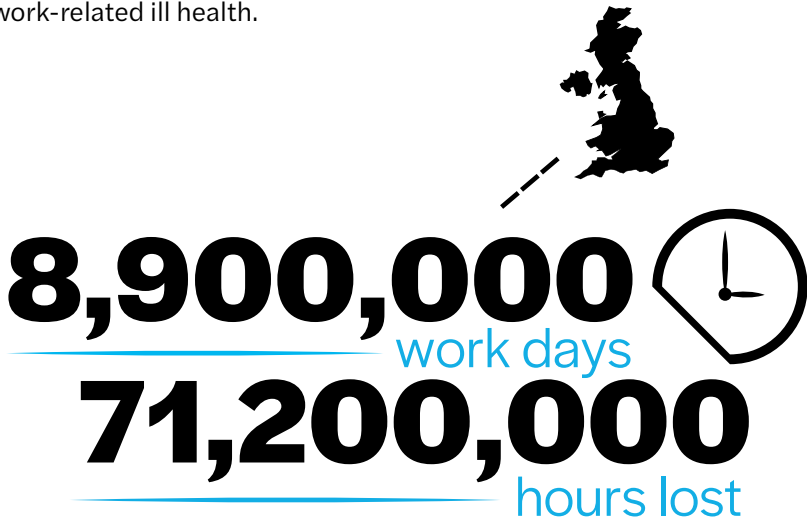 work-related ill health.
8,900,000
work days
71,200,000
hours lost